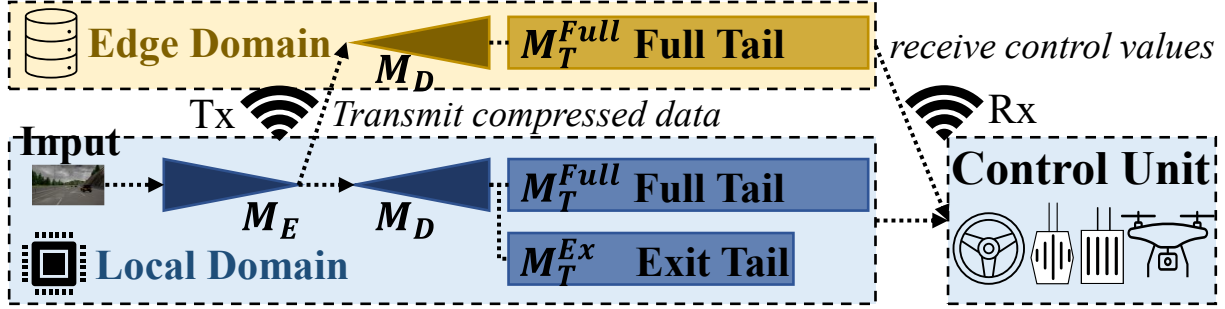 Edge Domain
M_D
M_T^Full Full Tail
receive control values
Tx
Transmit compressed data
Rx
Input
M_E
M_D
M_T^Full Full Tail
M_T^Ex Exit Tail
Local Domain
Control Unit